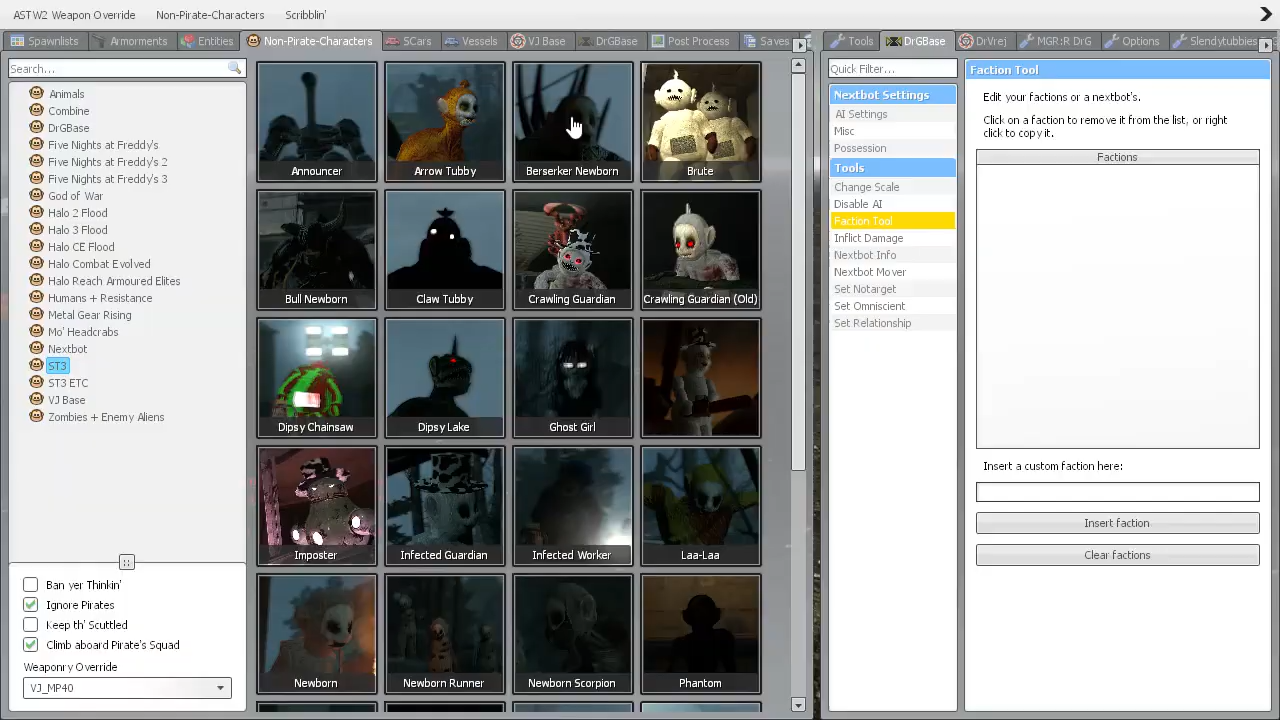 ASTW2 Weapon Override Non-Pirate-Characters Scribblin'
Spawnlists Armorments Entities Non-Pirate-Characters SCars Vessels VJ Base DrGBase Post Process Saves
Tools DrGBase DrVrej MGR:R DrG Options Slendytubbies
Search...
Animals
Combine
DrGBase
Five Nights at Freddy's
Five Nights at Freddy's 2
Five Nights at Freddy's 3
God of War
Halo 2 Flood
Halo 3 Flood
Halo CE Flood
Halo Combat Evolved
Halo Reach Armoured Elites
Humans + Resistance
Metal Gear Rising
Mo' Headcrabs
Nextbot
ST3
ST3 ETC
VJ Base
Zombies + Enemy Aliens
Ban yer Thinkin'
Ignore Pirates
Keep th' Scuttled
Climb aboard Pirate's Squad
Weaponry Override
VJ_MP40
Announcer Arrow Tubby Berserker Newborn Brute
Bull Newborn Claw Tubby Crawling Guardian Crawling Guardian (Old)
Dipsy Chainsaw Dipsy Lake Ghost Girl
Imposter Infected Guardian Infected Worker Laa-Laa
Newborn Newborn Runner Newborn Scorpion Phantom
Quick Filter...
Nextbot Settings
AI Settings
Misc
Possession
Tools
Change Scale
Disable AI
Faction Tool
Inflict Damage
Nextbot Info
Nextbot Mover
Set Notarget
Set Omniscient
Set Relationship
Faction Tool
Edit your factions or a nextbot's.
Click on a faction to remove it from the list, or right
click to copy it.
Factions
Insert a custom faction here:
Insert faction
Clear factions